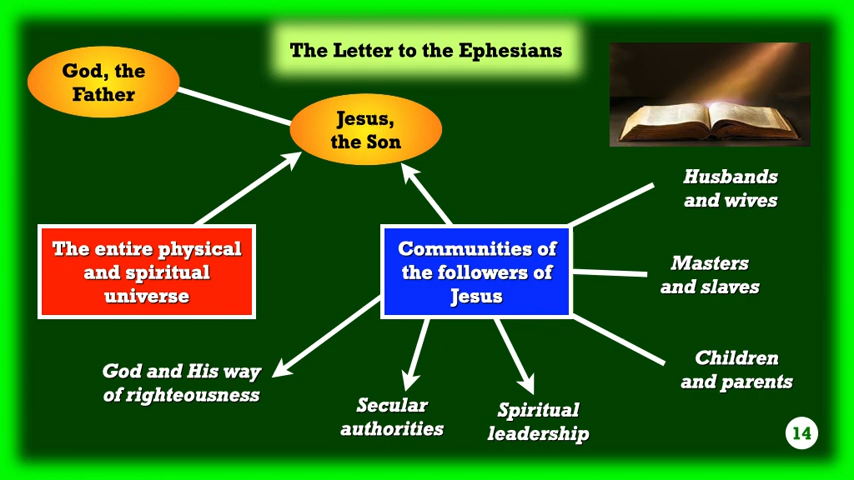 The Letter to the Ephesians
God, the
Father
Jesus,
the Son
Husbands
and wives
The entire physical
and spiritual
universe
Communities of
the followers of
Jesus
Masters
and slaves
Children
and parents
God and His way
of righteousness
Secular
authorities
Spiritual
leadership
14